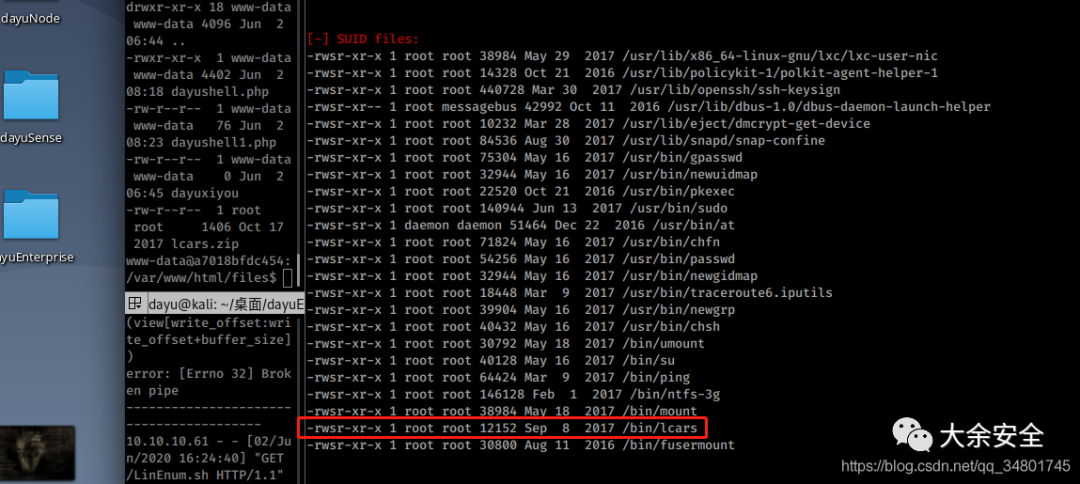 dayuNode
dayuSense
ayuEnterprise
drwxr-xr-x 18 www-data
 www-data 4096 Jun  2
06:44 ..
-rwxr-xr-x  1 www-data
 www-data 4402 Jun  2
08:18 dayushell.php
-rw-r--r--  1 www-data
 www-data   76 Jun  2
08:23 dayushell1.php
-rw-r--r--  1 www-data
 www-data    0 Jun  2
06:45 dayuxiyou
-rw-r--r--  1 root
 root     1406 Oct 17
 2017 lcars.zip
www-data@a7018bfdc454:
/var/www/html/files$
dayu@kali: ~/桌面/dayuE
(view[write_offset:wri
te_offset+buffer_size]
)
error: [Errno 32] Brok
en pipe
----------------------
------------------
10.10.10.61 - - [02/Ju
n/2020 16:24:40] "GET
/LinEnum.sh HTTP/1.1"
[-] SUID files:
-rwsr-xr-x 1 root root 38984 May 29  2017 /usr/lib/x86_64-linux-gnu/lxc/lxc-user-nic
-rwsr-xr-x 1 root root 14328 Oct 21  2016 /usr/lib/policykit-1/polkit-agent-helper-1
-rwsr-xr-x 1 root root 440728 Mar 30  2017 /usr/lib/openssh/ssh-keysign
-rwsr-xr-- 1 root messagebus 42992 Oct 11  2016 /usr/lib/dbus-1.0/dbus-daemon-launch-helper
-rwsr-xr-x 1 root root 10232 Mar 28  2017 /usr/lib/eject/dmcrypt-get-device
-rwsr-xr-x 1 root root 84536 Aug 30  2017 /usr/lib/snapd/snap-confine
-rwsr-xr-x 1 root root 75304 May 16  2017 /usr/bin/gpasswd
-rwsr-xr-x 1 root root 32944 May 16  2017 /usr/bin/newuidmap
-rwsr-xr-x 1 root root 22520 Oct 21  2016 /usr/bin/pkexec
-rwsr-xr-x 1 root root 140944 Jun 13  2017 /usr/bin/sudo
-rwsr-sr-x 1 daemon daemon 51464 Dec 22  2016 /usr/bin/at
-rwsr-xr-x 1 root root 71824 May 16  2017 /usr/bin/chfn
-rwsr-xr-x 1 root root 54256 May 16  2017 /usr/bin/passwd
-rwsr-xr-x 1 root root 32944 May 16  2017 /usr/bin/newgidmap
-rwsr-xr-x 1 root root 18448 Mar  9  2017 /usr/bin/traceroute6.iputils
-rwsr-xr-x 1 root root 39904 May 16  2017 /usr/bin/newgrp
-rwsr-xr-x 1 root root 40432 May 16  2017 /usr/bin/chsh
-rwsr-xr-x 1 root root 30792 May 18  2017 /bin/umount
-rwsr-xr-x 1 root root 40128 May 16  2017 /bin/su
-rwsr-xr-x 1 root root 64424 Mar  9  2017 /bin/ping
-rwsr-xr-x 1 root root 146128 Feb  1  2017 /bin/ntfs-3g
-rwsr-xr-x 1 root root 38984 May 18  2017 /bin/mount
-rwsr-xr-x 1 root root 12152 Sep  8  2017 /bin/lcars
-rwsr-xr-x 1 root root 30800 Aug 11  2016 /bin/fusermount
大余安全
https://blog.csdn.net/qq_34801745